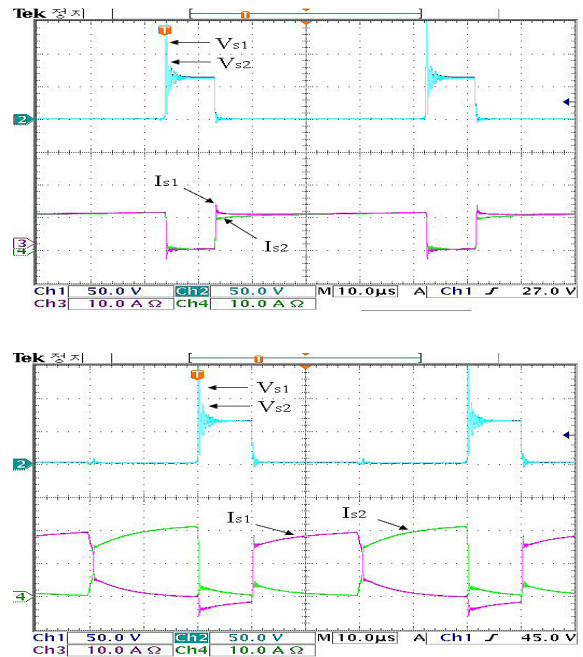 Tek 정지
T
T
Vs1
Vs2
2
Is1
Is2
3
4
Ch1 50.0 V Ch2 50.0 V M 10.0µs A Ch1 27.0 V
Ch3 10.0 A Ω Ch4 10.0 A Ω
Tek 정지
T
T
Vs1
Vs2
2
Is1
Is2
4
Ch1 50.0 V Ch2 50.0 V M 10.0µs A Ch1 45.0 V
Ch3 10.0 A Ω Ch4 10.0 A Ω